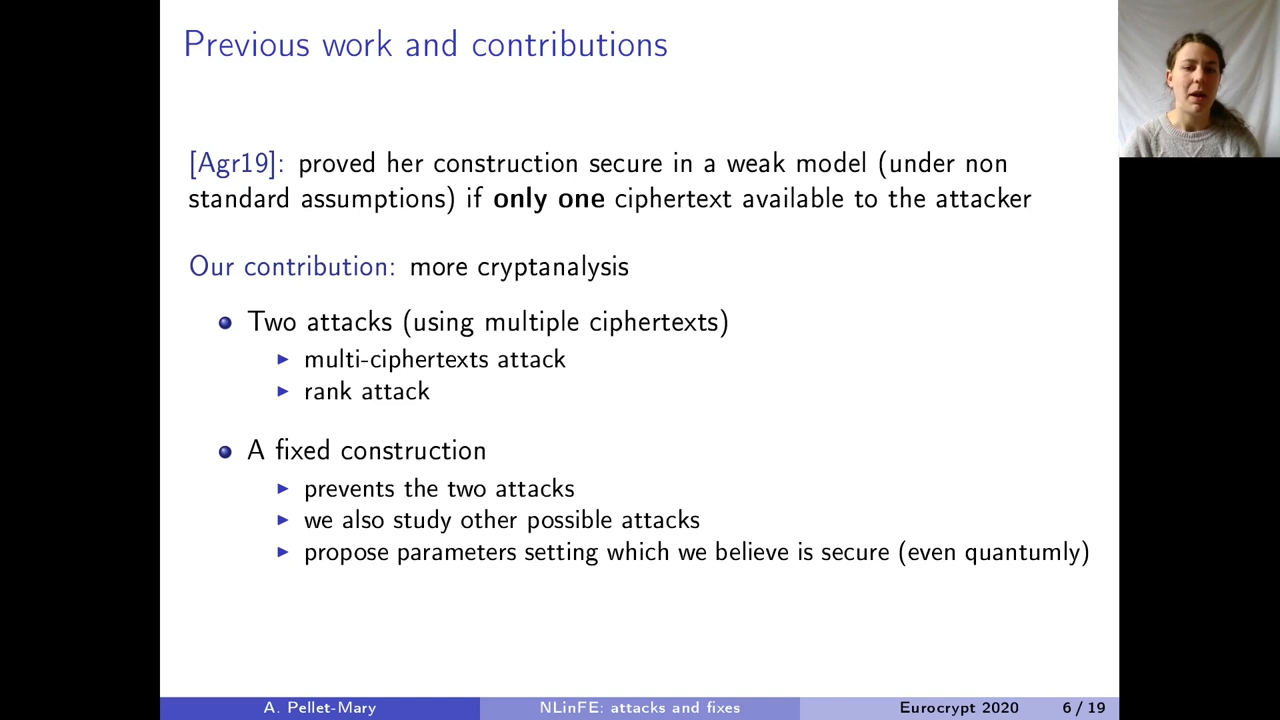 Previous work and contributions
[Agr19]: proved her construction secure in a weak model (under non
standard assumptions) if only one ciphertext available to the attacker
Our contribution: more cryptanalysis
Two attacks (using multiple ciphertexts)
multi-ciphertexts attack
rank attack
A fixed construction
prevents the two attacks
we also study other possible attacks
propose parameters setting which we believe is secure (even quantumly)
A. Pellet-Mary NLinFE: attacks and fixes Eurocrypt 2020 6 / 19